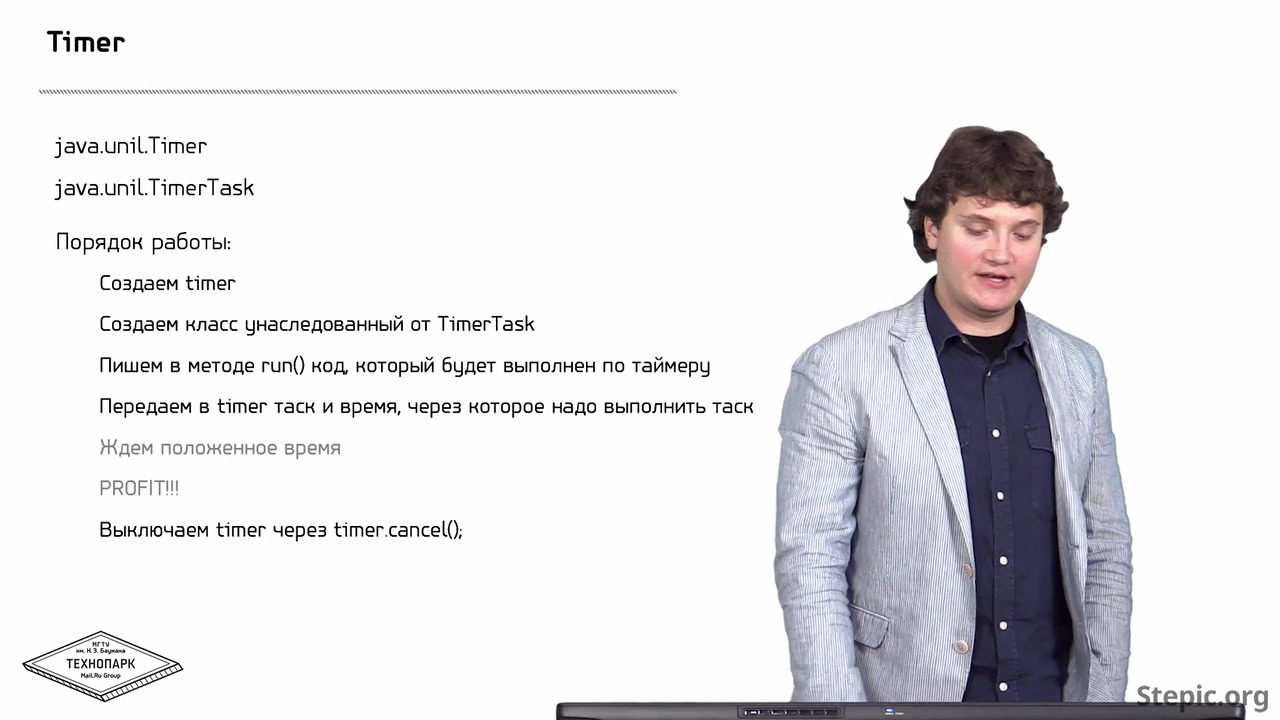 Timer
java.unil.Timer
java.unil.TimerTask
Порядок работы:
Создаем timer
Создаем класс унаследованный от TimerTask
Пишем в методе run() код, который будет выполнен по таймеру
Передаем в timer таск и время, через которое надо выполнить таск
Ждем положенное время
PROFIT!!!
Выключаем timer через timer.cancel();
МГТУ
им. Н.Э. Баумана
ТЕХНОПАРК
Mail.Ru Group
Stepic.org